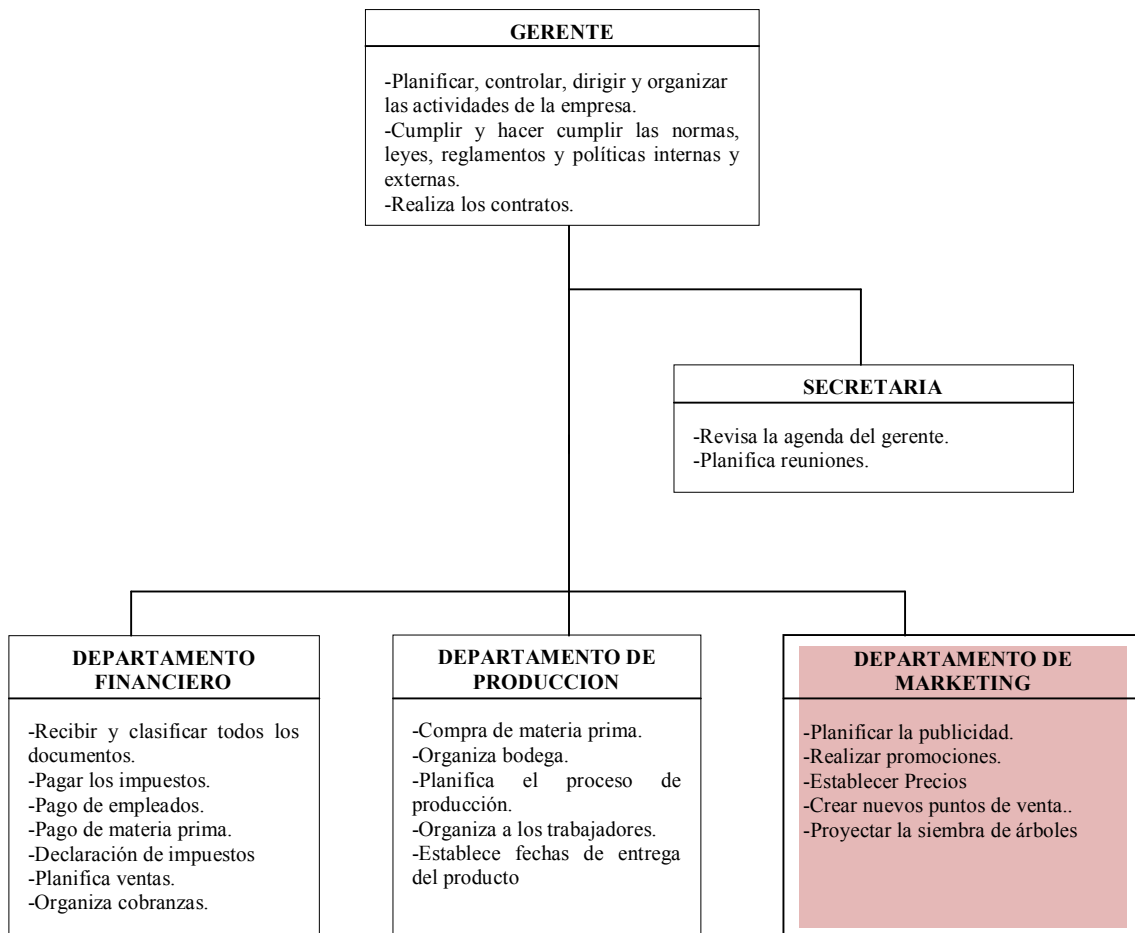 GERENTE
-Planificar, controlar, dirigir y organizar
las actividades de la empresa.
-Cumplir y hacer cumplir las normas,
leyes, reglamentos y políticas internas y
externas.
-Realiza los contratos.
SECRETARIA
-Revisa la agenda del gerente.
-Planifica reuniones.
DEPARTAMENTO
FINANCIERO
-Recibir y clasificar todos los
documentos.
-Pagar los impuestos.
-Pago de empleados.
-Pago de materia prima.
-Declaración de impuestos
-Planifica ventas.
-Organiza cobranzas.
DEPARTAMENTO DE
PRODUCCION
-Compra de materia prima.
-Organiza bodega.
-Planifica el proceso de
producción.
-Organiza a los trabajadores.
-Establece fechas de entrega
del producto
DEPARTAMENTO DE
MARKETING
-Planificar la publicidad.
-Realizar promociones.
-Establecer Precios
-Crear nuevos puntos de venta..
-Proyectar la siembra de árboles